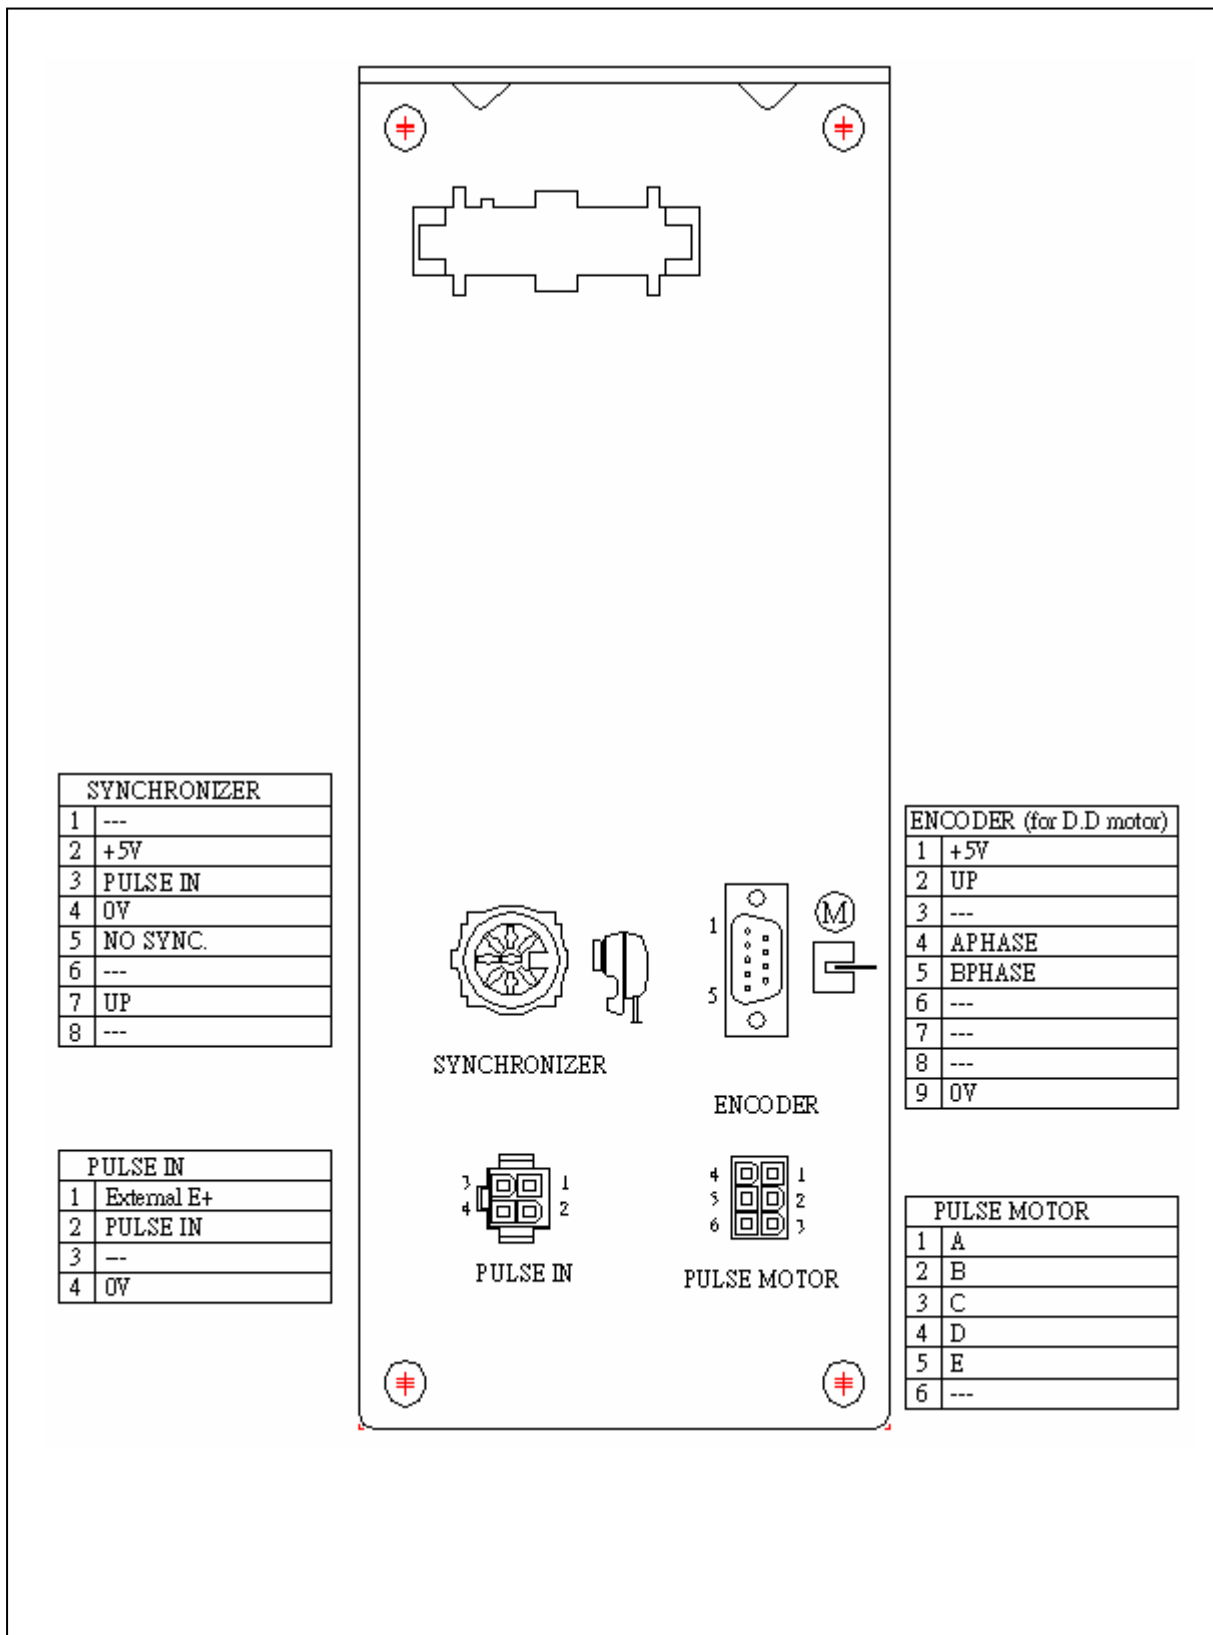 SYNCHRONIZER
1 ---
2 +5V
3 PULSE IN
4 0V
5 NO SYNC.
6 ---
7 UP
8 ---
PULSE IN
1 External E+
2 PULSE IN
3 ---
4 0V
1
5
M
SYNCHRONIZER
ENCODER
3 1
4 2
PULSE IN
4 1
5 2
6 3
PULSE MOTOR
ENCODER (for D.D motor)
1 +5V
2 UP
3 ---
4 APHASE
5 BPHASE
6 ---
7 ---
8 ---
9 0V
PULSE MOTOR
1 A
2 B
3 C
4 D
5 E
6 ---